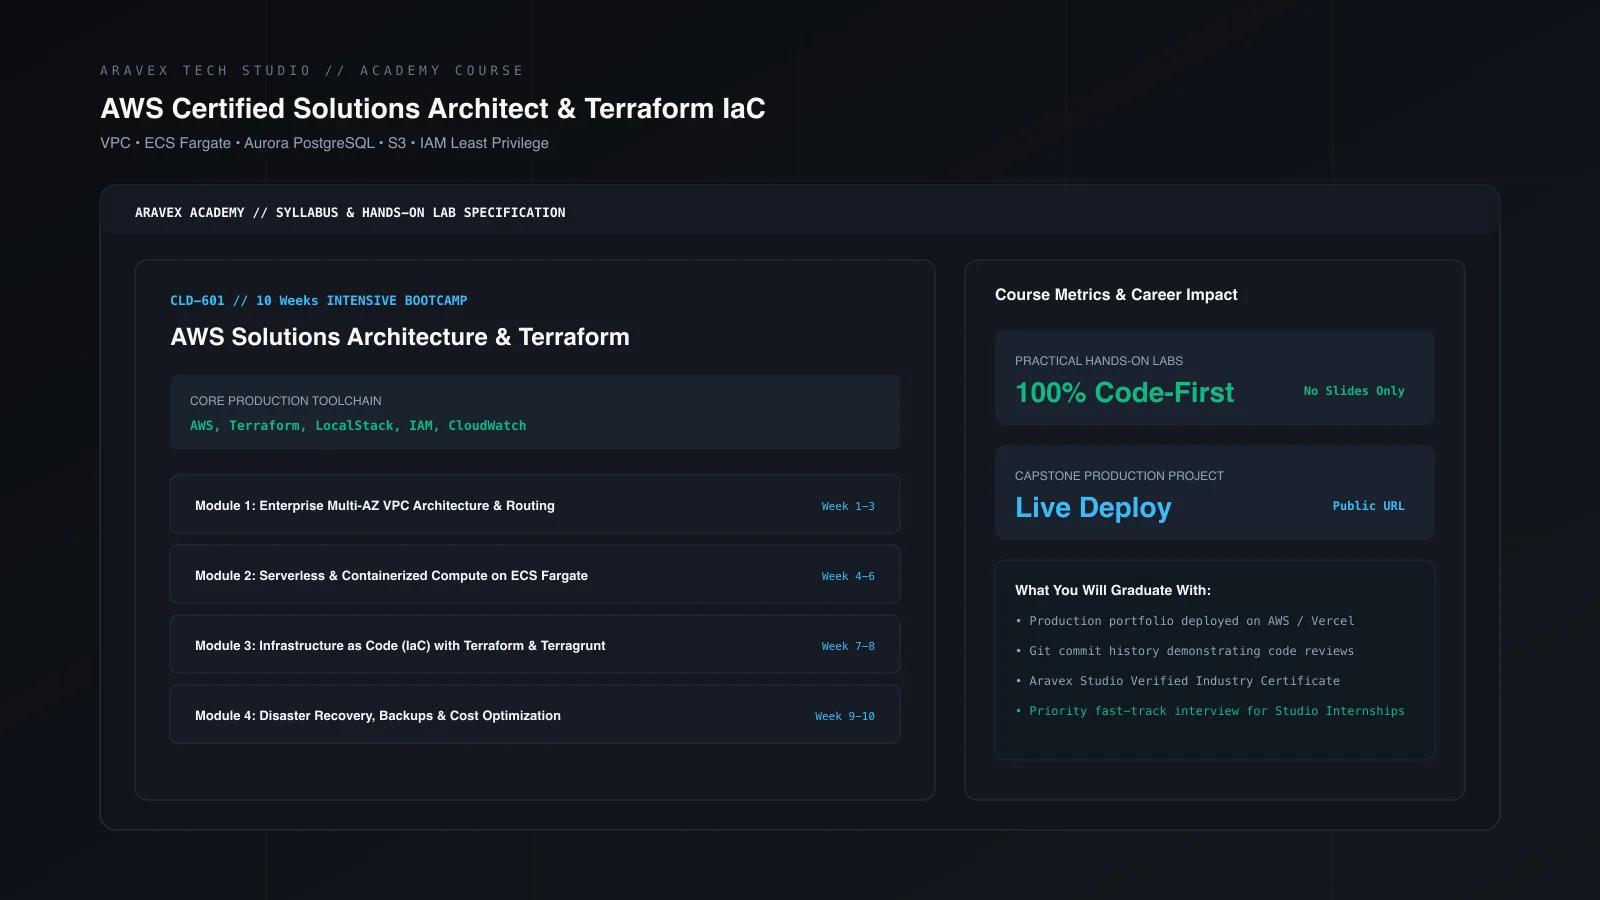 ARAVEX TECH STUDIO // ACADEMY COURSE
AWS Certified Solutions Architect & Terraform IaC
VPC • ECS Fargate • Aurora PostgreSQL • S3 • IAM Least Privilege
ARAVEX ACADEMY // SYLLABUS & HANDS-ON LAB SPECIFICATION
CLD-601 // 10 Weeks INTENSIVE BOOTCAMP
AWS Solutions Architecture & Terraform
CORE PRODUCTION TOOLCHAIN
AWS, Terraform, LocalStack, IAM, CloudWatch
Module 1: Enterprise Multi-AZ VPC Architecture & Routing Week 1-3
Module 2: Serverless & Containerized Compute on ECS Fargate Week 4-6
Module 3: Infrastructure as Code (IaC) with Terraform & Terragrunt Week 7-8
Module 4: Disaster Recovery, Backups & Cost Optimization Week 9-10
Course Metrics & Career Impact
PRACTICAL HANDS-ON LABS
100% Code-First No Slides Only
CAPSTONE PRODUCTION PROJECT
Live Deploy Public URL
What You Will Graduate With:
• Production portfolio deployed on AWS / Vercel
• Git commit history demonstrating code reviews
• Aravex Studio Verified Industry Certificate
• Priority fast-track interview for Studio Internships